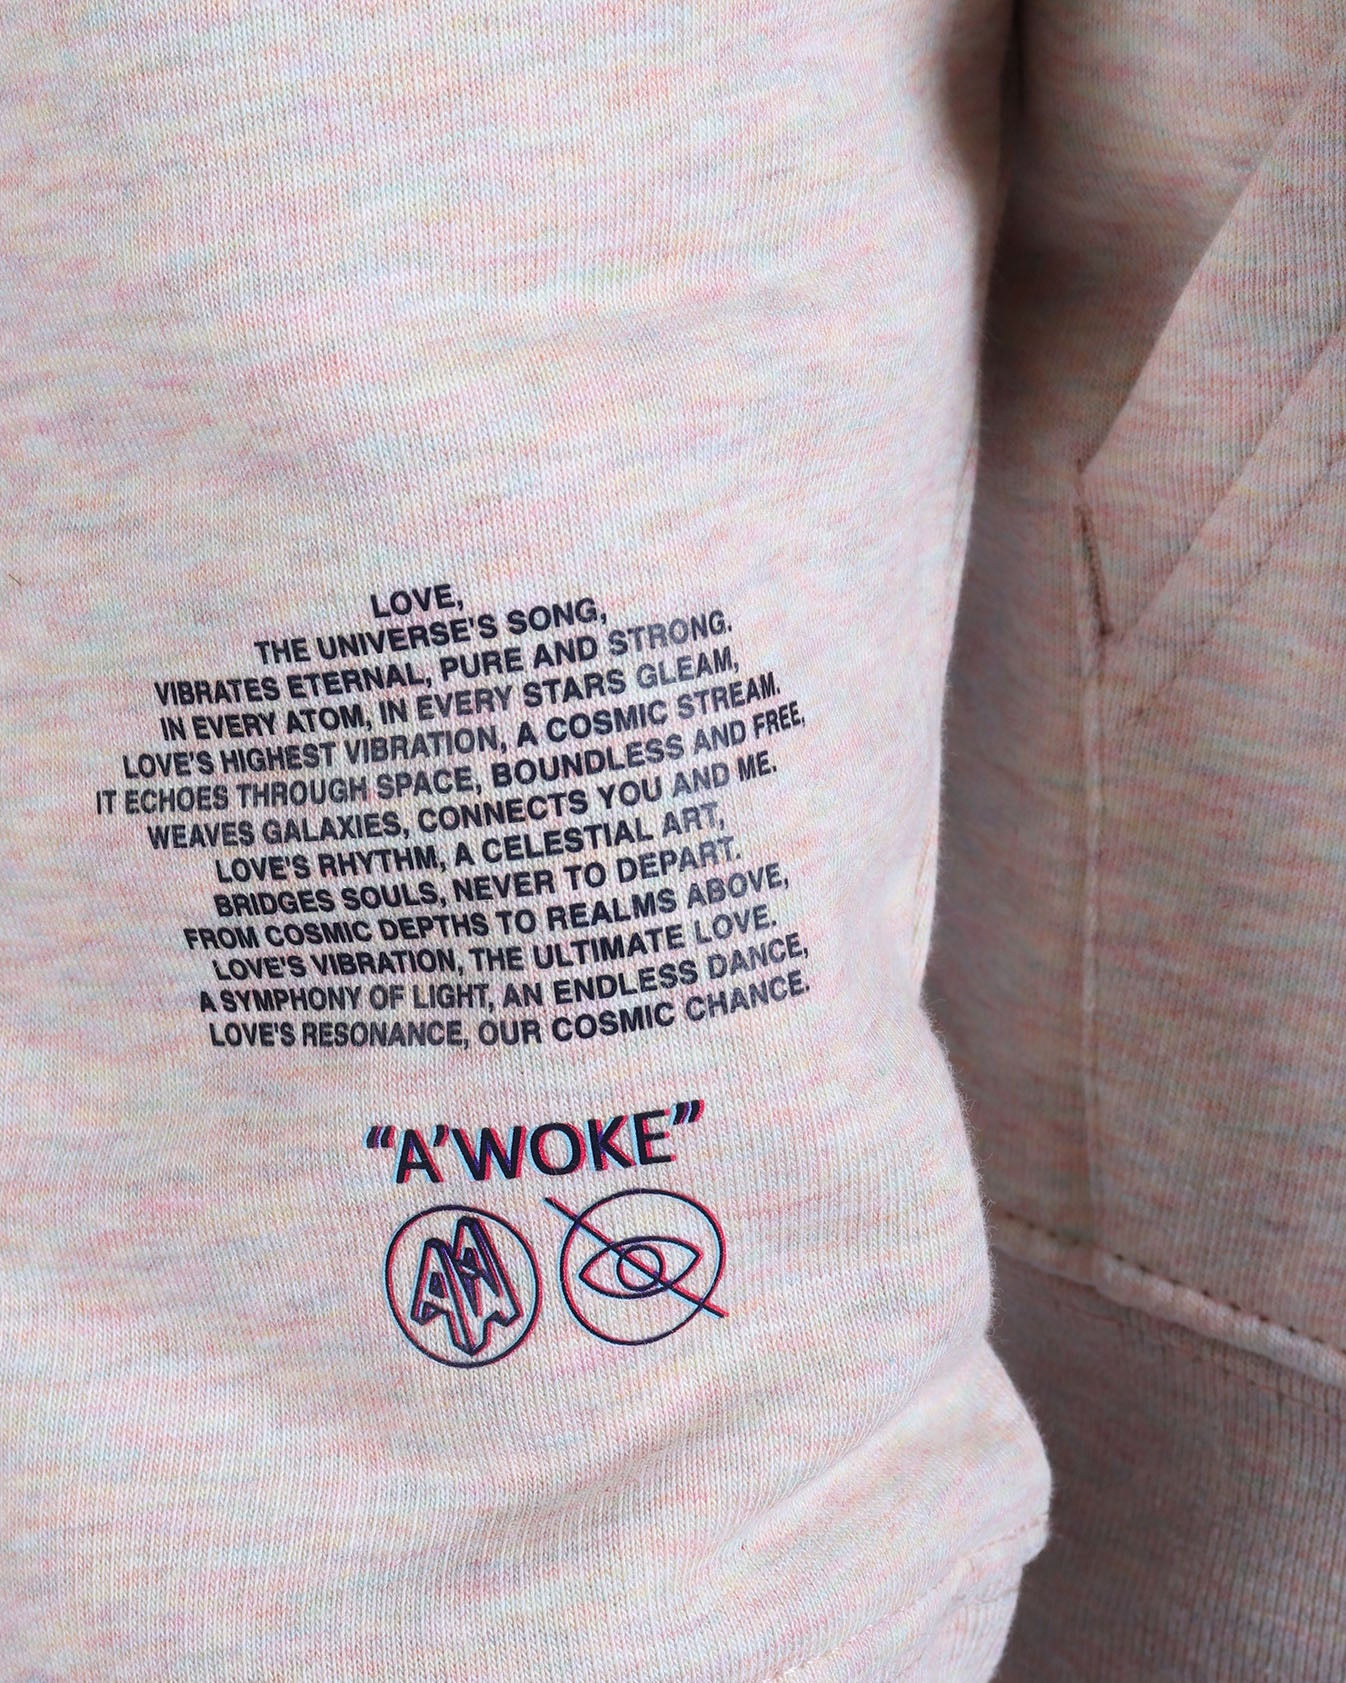 LOVE,
THE UNIVERSE'S SONG,
VIBRATES ETERNAL, PURE AND STRONG.
IN EVERY ATOM, IN EVERY STARS GLEAM,
LOVE'S HIGHEST VIBRATION, A COSMIC STREAM.
IT ECHOES THROUGH SPACE, BOUNDLESS AND FREE,
WEAVES GALAXIES, CONNECTS YOU AND ME.
LOVE'S RHYTHM, A CELESTIAL ART,
BRIDGES SOULS, NEVER TO DEPART.
FROM COSMIC DEPTHS TO REALMS ABOVE,
LOVE'S VIBRATION, THE ULTIMATE LOVE.
A SYMPHONY OF LIGHT, AN ENDLESS DANCE,
LOVE'S RESONANCE, OUR COSMIC CHANCE.
“A’WOKE”